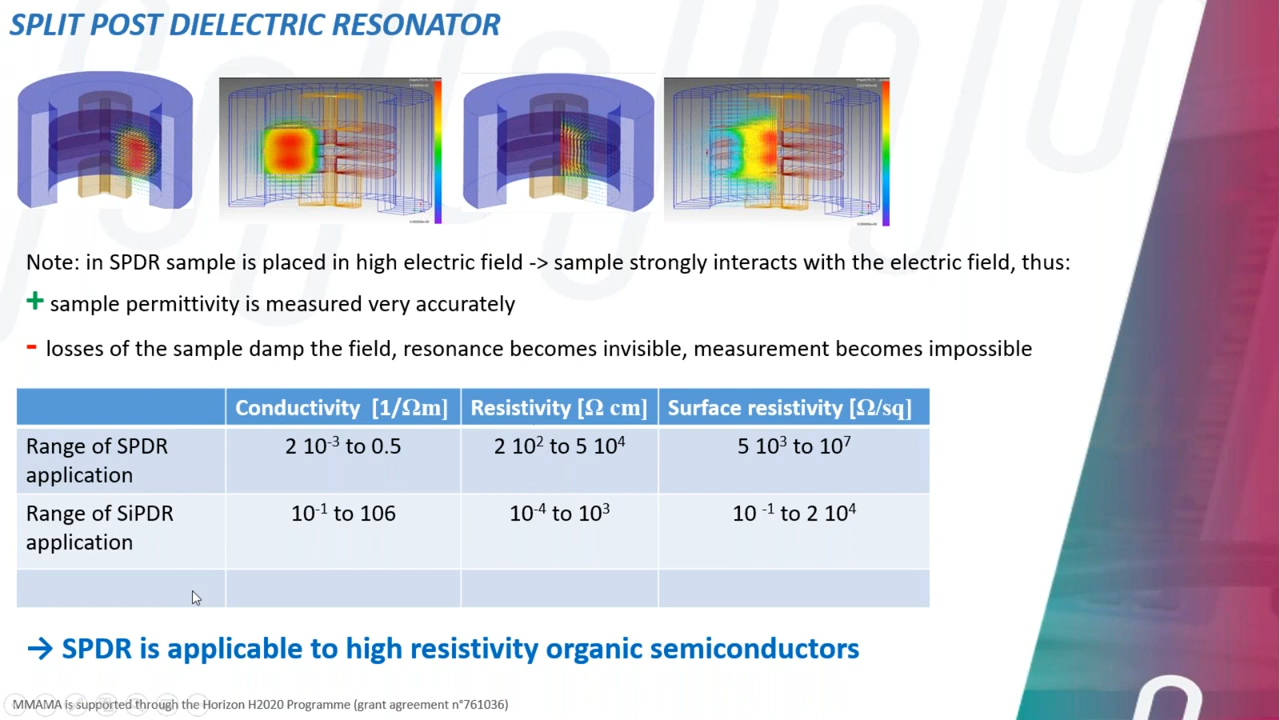 SPLIT POST DIELECTRIC RESONATOR
Note: in SPDR sample is placed in high electric field -> sample strongly interacts with the electric field, thus:
+ sample permittivity is measured very accurately
- losses of the sample damp the field, resonance becomes invisible, measurement becomes impossible
Conductivity [1/Ωm] Resistivity [Ω cm] Surface resistivity [Ω/sq]
Range of SPDR application 2 10⁻³ to 0.5 2 10² to 5 10⁴ 5 10³ to 10⁷
Range of SiPDR application 10⁻¹ to 106 10⁻⁴ to 10³ 10 ⁻¹ to 2 10⁴
→ SPDR is applicable to high resistivity organic semiconductors
MMAMA is supported through the Horizon H2020 Programme (grant agreement n°761036)